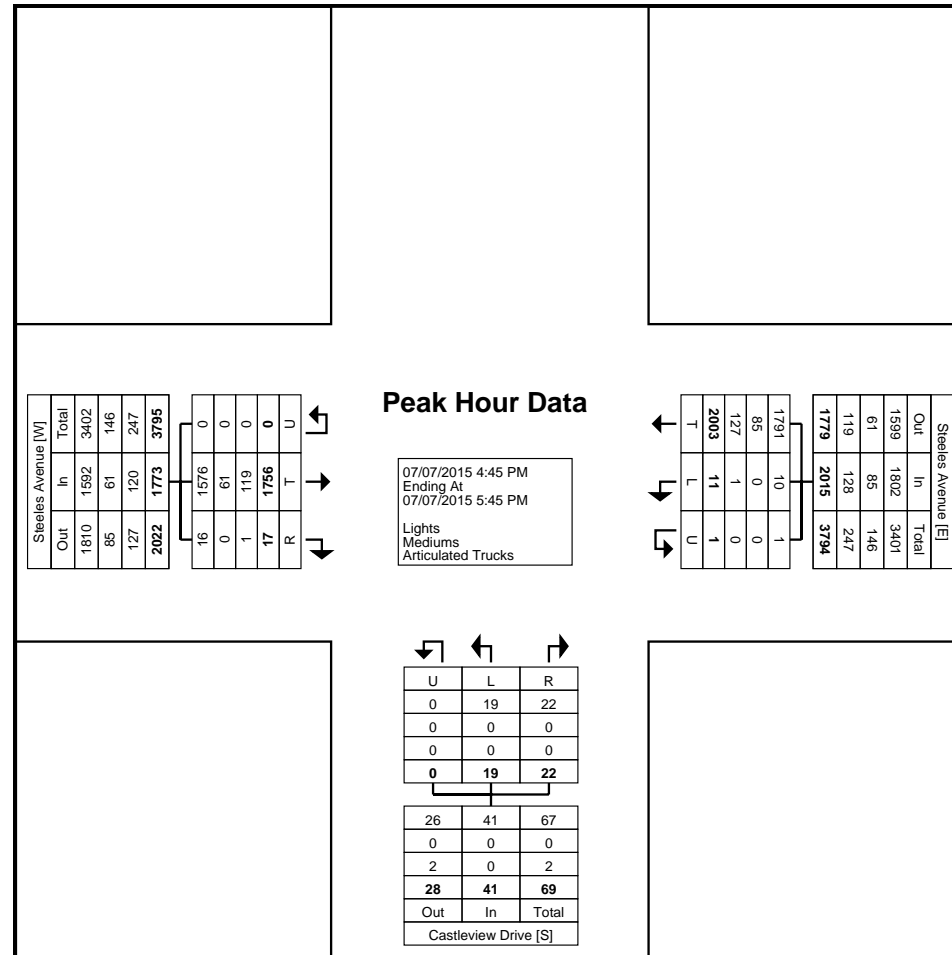 Peak Hour Data
07/07/2015 4:45 PM
Ending At
07/07/2015 5:45 PM
Lights
Mediums
Articulated Trucks
Steeles Avenue [W]
Total In Out
3402 1592 1810
146 61 85
247 120 127
3795 1773 2022
0 1576 16
0 61 0
0 119 1
0 1756 17
U T R
Steeles Avenue [E]
Out In Total
1599 1802 3401
61 85 146
119 128 247
1779 2015 3794
1791 10 1
85 0 0
127 1 0
2003 11 1
T L U
U L R
0 19 22
0 0 0
0 0 0
0 19 22
26 41 67
0 0 0
2 0 2
28 41 69
Out In Total
Castleview Drive [S]